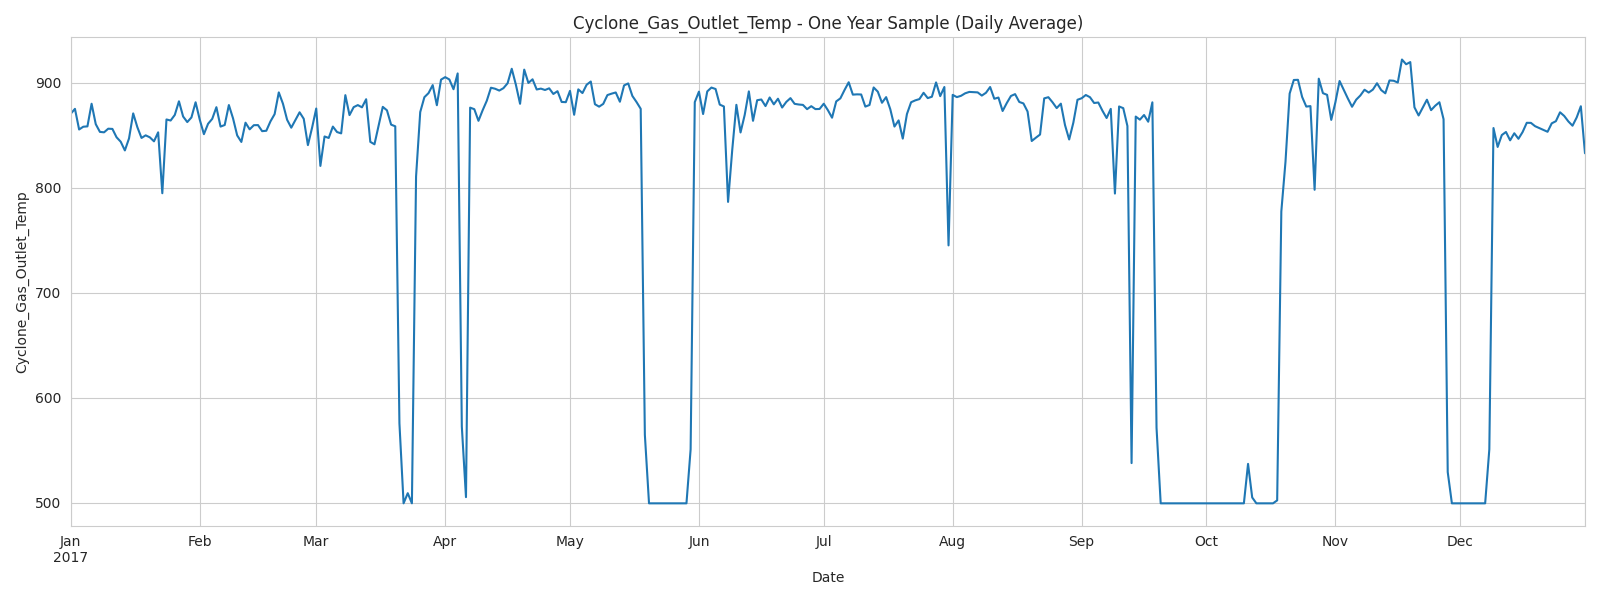 Cyclone_Gas_Outlet_Temp - One Year Sample (Daily Average)
Cyclone_Gas_Outlet_Temp
900
800
700
600
500
Jan Feb Mar Apr May Jun Jul Aug Sep Oct Nov Dec
2017
Date